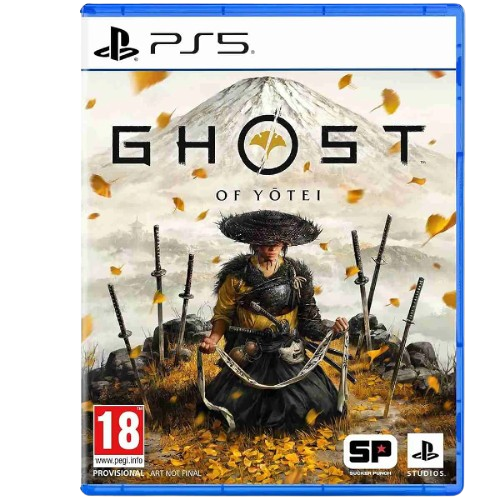 PS5
GHOST
OF YŌTEI
18
www.pegi.info
PROVISIONAL - ART NOT FINAL
SP
SUCKER PUNCH
STUDIOS